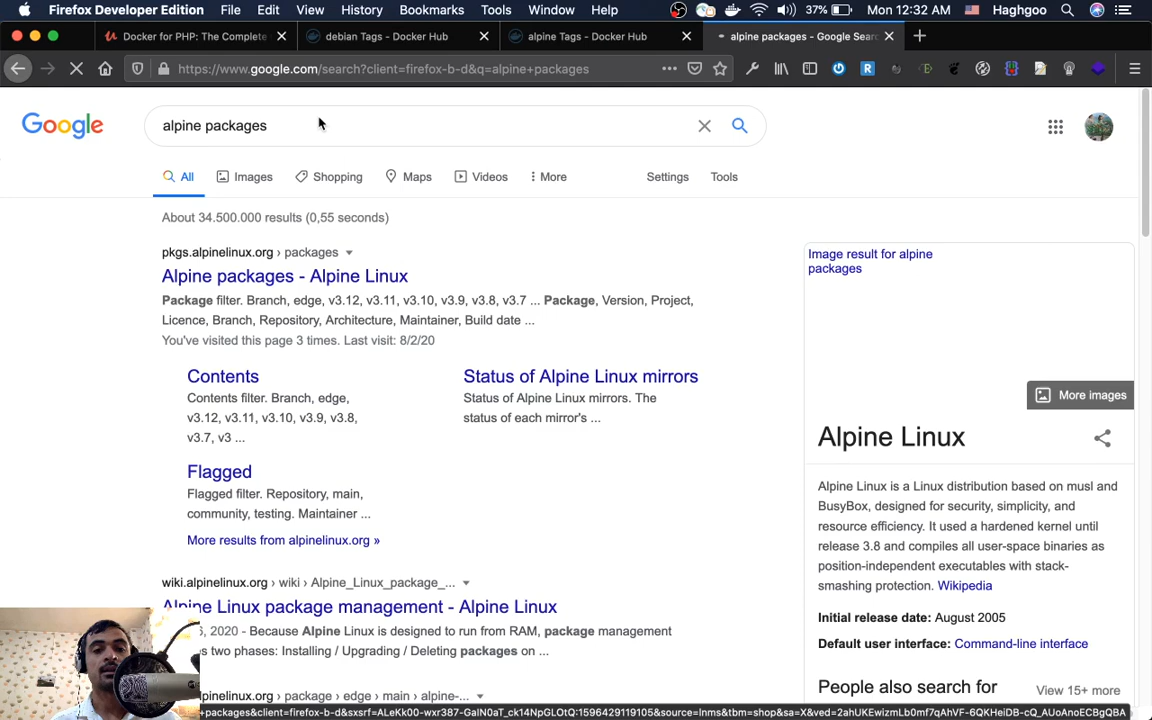 Firefox Developer Edition File Edit View History Bookmarks Tools Window Help 37% Mon 12:32 AM Haghgoo
Docker for PHP: The Complete debian Tags - Docker Hub alpine Tags - Docker Hub alpine packages - Google Sear
https://www.google.com/search?client=firefox-b-d&q=alpine+packages
Google alpine packages
All Images Shopping Maps Videos More Settings Tools
About 34.500.000 results (0,55 seconds)
pkgs.alpinelinux.org › packages
Alpine packages - Alpine Linux
Package filter. Branch, edge, v3.12, v3.11, v3.10, v3.9, v3.8, v3.7 ... Package, Version, Project,
Licence, Branch, Repository, Architecture, Maintainer, Build date ...
You've visited this page 3 times. Last visit: 8/2/20
Contents
Contents filter. Branch, edge,
v3.12, v3.11, v3.10, v3.9, v3.8,
v3.7, v3 ...
Status of Alpine Linux mirrors
Status of Alpine Linux mirrors. The
status of each mirror's ...
Flagged
Flagged filter. Repository, main,
community, testing. Maintainer ...
More results from alpinelinux.org »
wiki.alpinelinux.org › wiki › Alpine_Linux_package_...
Alpine Linux package management - Alpine Linux
6, 2020 - Because Alpine Linux is designed to run from RAM, package management
s two phases: Installing / Upgrading / Deleting packages on ...
pinelinux.org › package › edge › main › alpine-...
Image result for alpine
packages
More images
Alpine Linux
Alpine Linux is a Linux distribution based on musl and
BusyBox, designed for security, simplicity, and
resource efficiency. It used a hardened kernel until
release 3.8 and compiles all user-space binaries as
position-independent executables with stack-
smashing protection. Wikipedia
Initial release date: August 2005
Default user interface: Command-line interface
People also search for View 15+ more